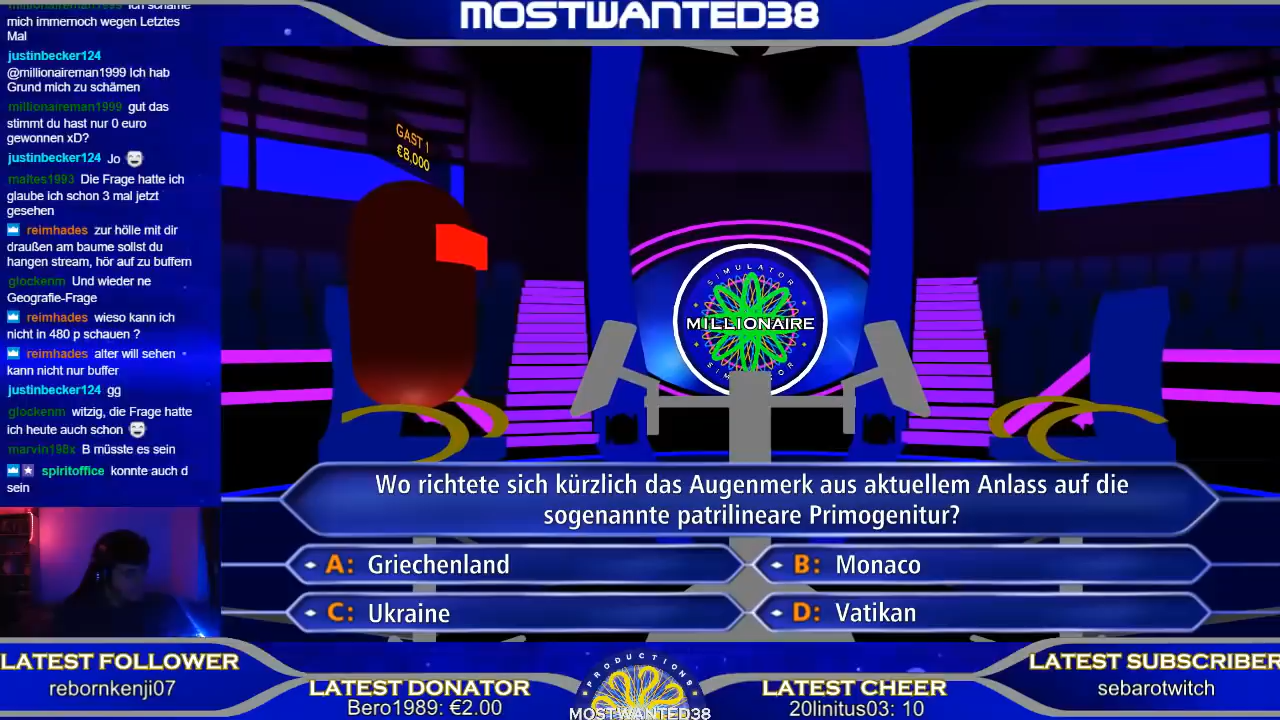 MOSTWANTED38
millionaireman1999 Ich schäme
mich immernoch wegen Letztes
Mal
justinbecker124
@millionaireman1999 Ich hab
Grund mich zu schämen
millionaireman1999 gut das
stimmt du hast nur 0 euro
gewonnen xD?
justinbecker124 Jo
maltes1993 Die Frage hatte ich
glaube ich schon 3 mal jetzt
gesehen
reimhades zur hölle mit dir
draußen am baume sollst du
hangen stream, hör auf zu buffern
glockenm Und wieder ne
Geografie-Frage
reimhades wieso kann ich
nicht in 480 p schauen ?
reimhades alter will sehen
kann nicht nur buffer
justinbecker124 gg
glockenm witzig, die Frage hatte
ich heute auch schon
marvin198x B müsste es sein
spiritoffice konnte auch d
sein
GAST 1
€8,000
SIMULATOR
MILLIONAIRE
SIMULATOR
Wo richtete sich kürzlich das Augenmerk aus aktuellem Anlass auf die
sogenannte patrilineare Primogenitur?
A: Griechenland
B: Monaco
C: Ukraine
D: Vatikan
LATEST FOLLOWER
rebornkenji07
LATEST DONATOR
Bero1989: €2.00
PRODUCTIONS
MOSTWANTED38
LATEST CHEER
20linitus03: 10
LATEST SUBSCRIBER
sebarotwitch